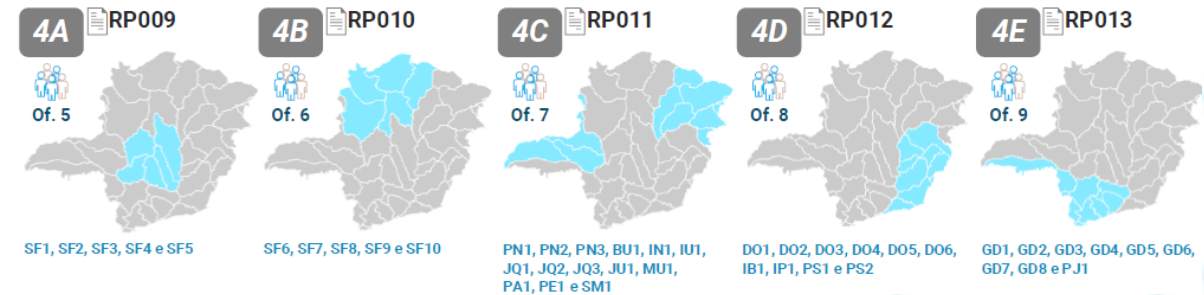 4A RP009
Of. 5
SF1, SF2, SF3, SF4 e SF5
4B RP010
Of. 6
SF6, SF7, SF8, SF9 e SF10
4C RP011
Of. 7
PN1, PN2, PN3, BU1, IN1, IU1,
JQ1, JQ2, JQ3, JU1, MU1,
PA1, PE1 e SM1
4D RP012
Of. 8
DO1, DO2, DO3, DO4, DO5, DO6,
IB1, IP1, PS1 e PS2
4E RP013
Of. 9
GD1, GD2, GD3, GD4, GD5, GD6,
GD7, GD8 e PJ1